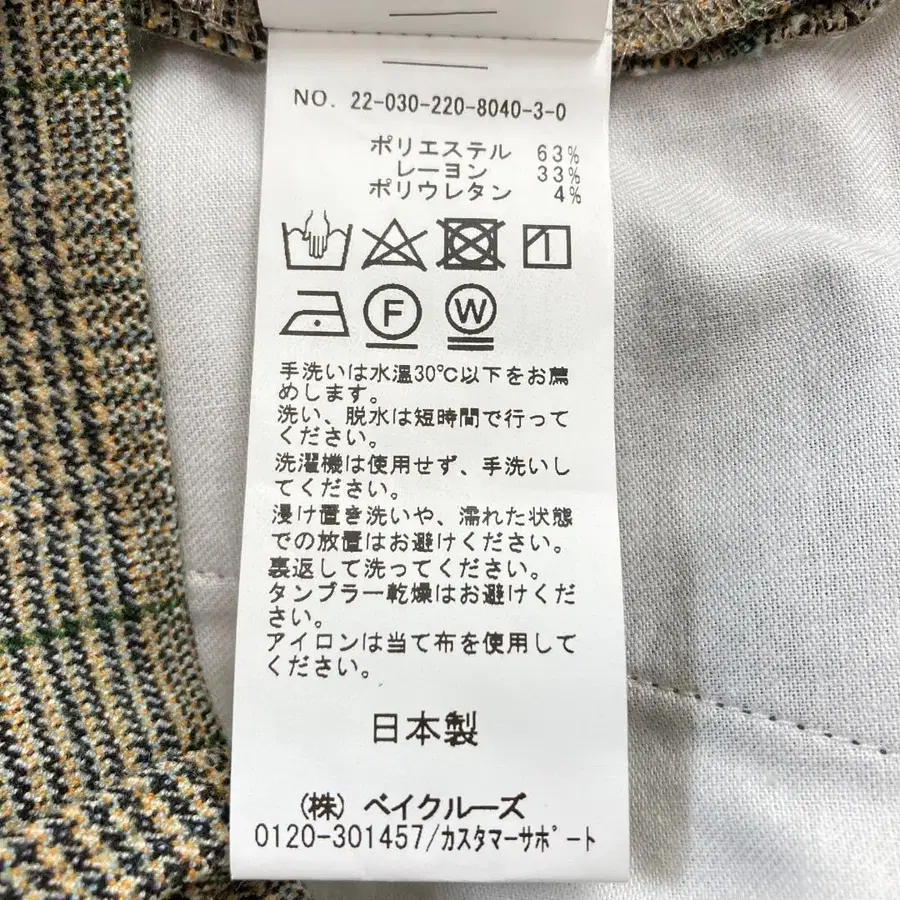 NO. 22-030-220-8040-3-0
ポリエステル 63%
レーヨン 33%
ポリウレタン 4%
F W
手洗いは水温30℃以下をお薦
めします。
洗い、脱水は短時間で行って
ください。
洗濯機は使用せず、手洗いし
てください。
浸け置き洗いや、濡れた状態
での放置はお避けください。
裏返して洗ってください。
タンブラー乾燥はお避けくだ
さい。
アイロンは当て布を使用して
ください。
日本製
(株) ベイクルーズ
0120-301457/カスタマーサポート